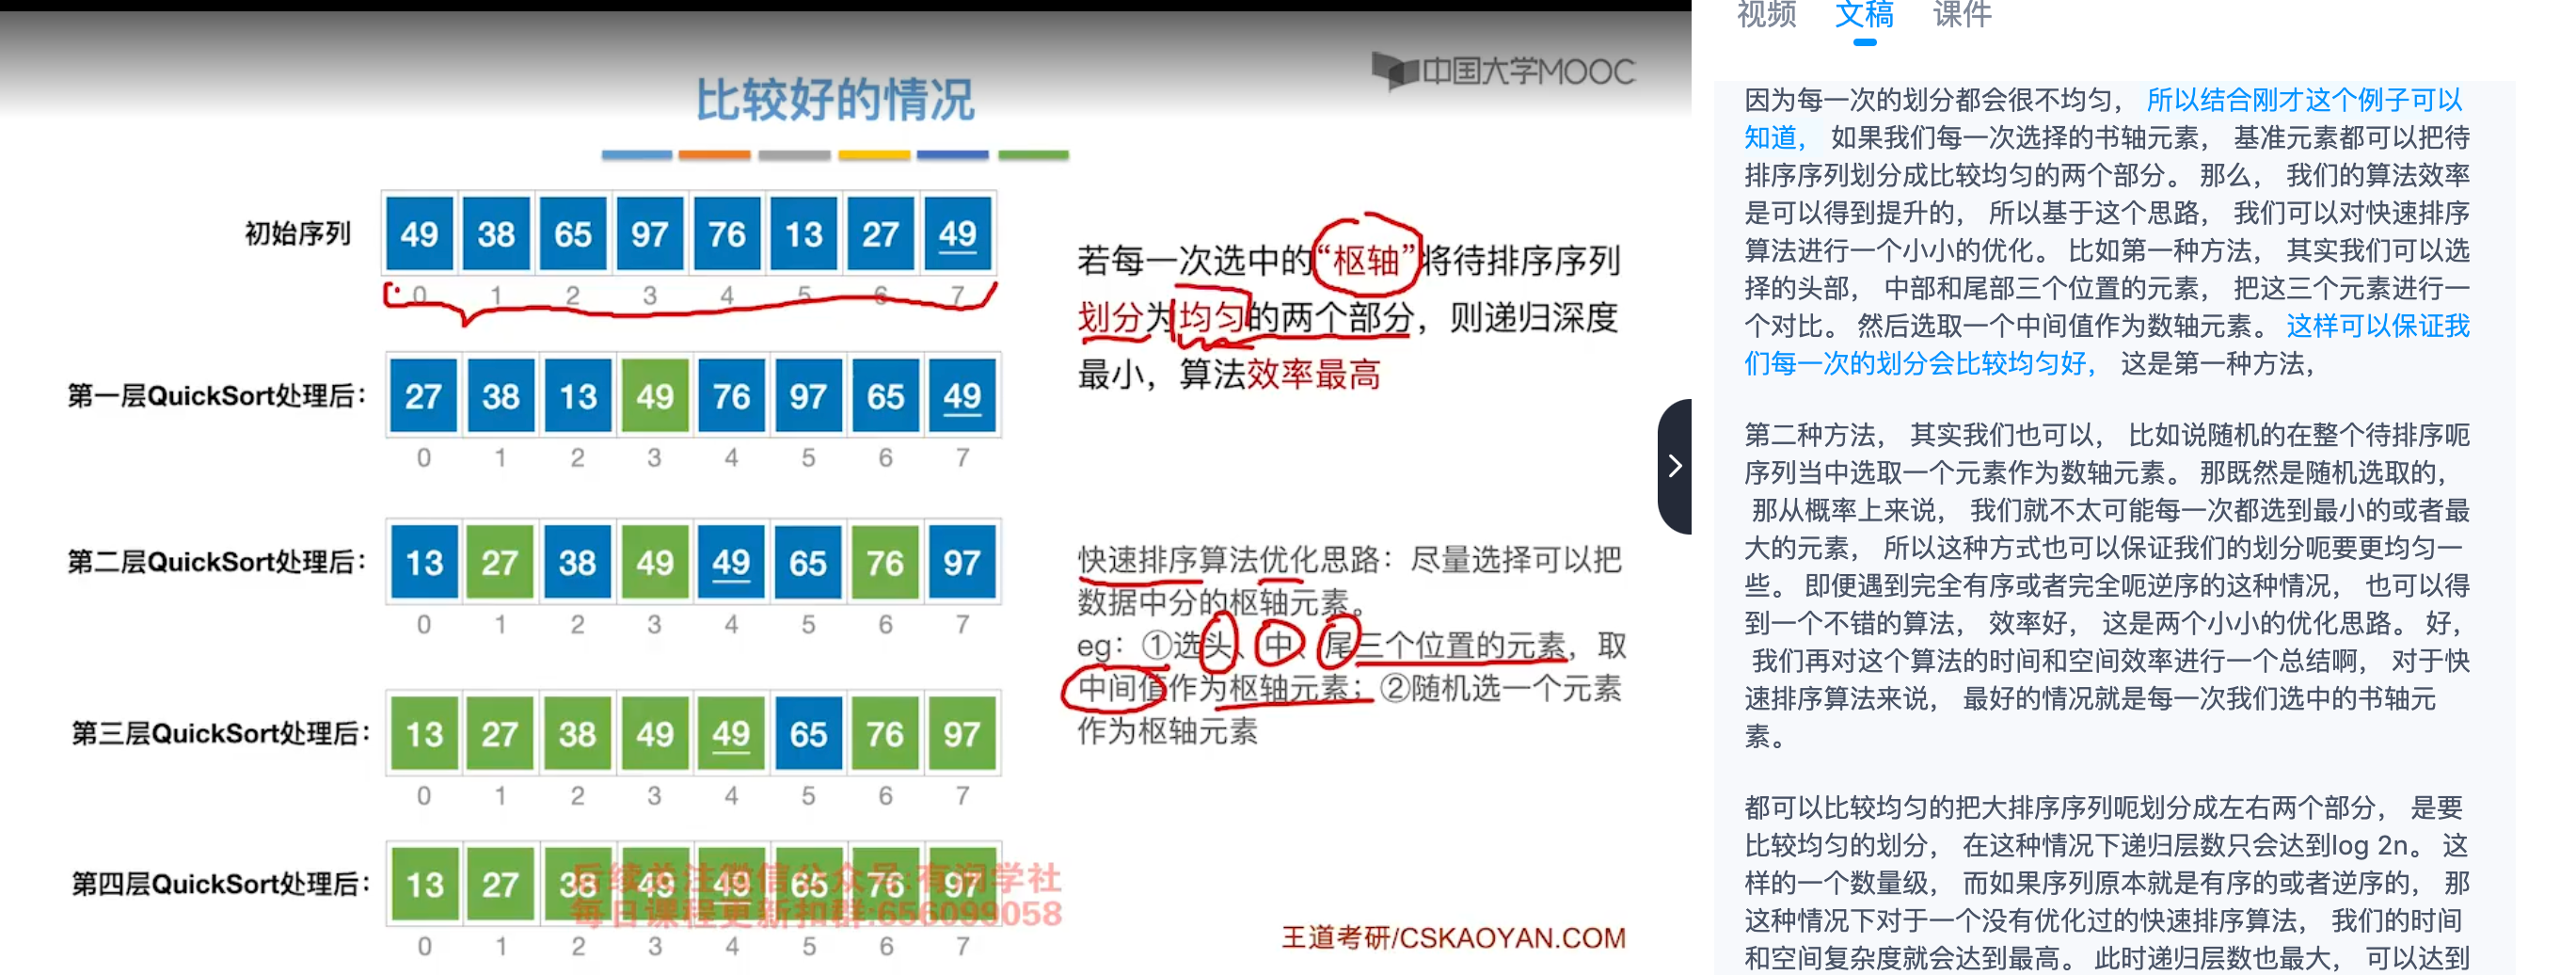 中国大学MOOC
比较好的情况
初始序列
49 38 65 97 76 13 27 49
0 1 2 3 4 5 6 7
第一层QuickSort处理后:
27 38 13 49 76 97 65 49
0 1 2 3 4 5 6 7
第二层QuickSort处理后:
13 27 38 49 49 65 76 97
0 1 2 3 4 5 6 7
第三层QuickSort处理后:
13 27 38 49 49 65 76 97
0 1 2 3 4 5 6 7
第四层QuickSort处理后:
13 27 38 49 49 65 76 97
0 1 2 3 4 5 6 7
若每一次选中的“枢轴”将待排序序列
划分为均匀的两个部分，则递归深度
最小，算法效率最高
快速排序算法优化思路：尽量选择可以把
数据中分的枢轴元素。
eg：①选头、中、尾三个位置的元素，取
中间值作为枢轴元素；②随机选一个元素
作为枢轴元素
后续关注微信公众号:有润学社
每日课程更新扣群:656099058
王道考研/CSKAOYAN.COM
视频 文稿 课件
因为每一次的划分都会很不均匀， 所以结合刚才这个例子可以
知道， 如果我们每一次选择的书轴元素， 基准元素都可以把待
排序序列划分成比较均匀的两个部分。 那么， 我们的算法效率
是可以得到提升的， 所以基于这个思路， 我们可以对快速排序
算法进行一个小小的优化。 比如第一种方法， 其实我们可以选
择的头部， 中部和尾部三个位置的元素， 把这三个元素进行一
个对比。 然后选取一个中间值作为数轴元素。 这样可以保证我
们每一次的划分会比较均匀好， 这是第一种方法，
第二种方法， 其实我们也可以， 比如说随机的在整个待排序呃
序列当中选取一个元素作为数轴元素。 那既然是随机选取的，
那从概率上来说， 我们就不太可能每一次都选到最小的或者最
大的元素， 所以这种方式也可以保证我们的划分呃要更均匀一
些。 即便遇到完全有序或者完全呃逆序的这种情况， 也可以得
到一个不错的算法， 效率好， 这是两个小小的优化思路。 好，
我们再对这个算法的时间和空间效率进行一个总结啊， 对于快
速排序算法来说， 最好的情况就是每一次我们选中的书轴元
素。
都可以比较均匀的把大排序序列呃划分成左右两个部分， 是要
比较均匀的划分， 在这种情况下递归层数只会达到log 2n。 这
样的一个数量级， 而如果序列原本就是有序的或者逆序的， 那
这种情况下对于一个没有优化过的快速排序算法， 我们的时间
和空间复杂度就会达到最高。 此时递归层数也最大， 可以达到